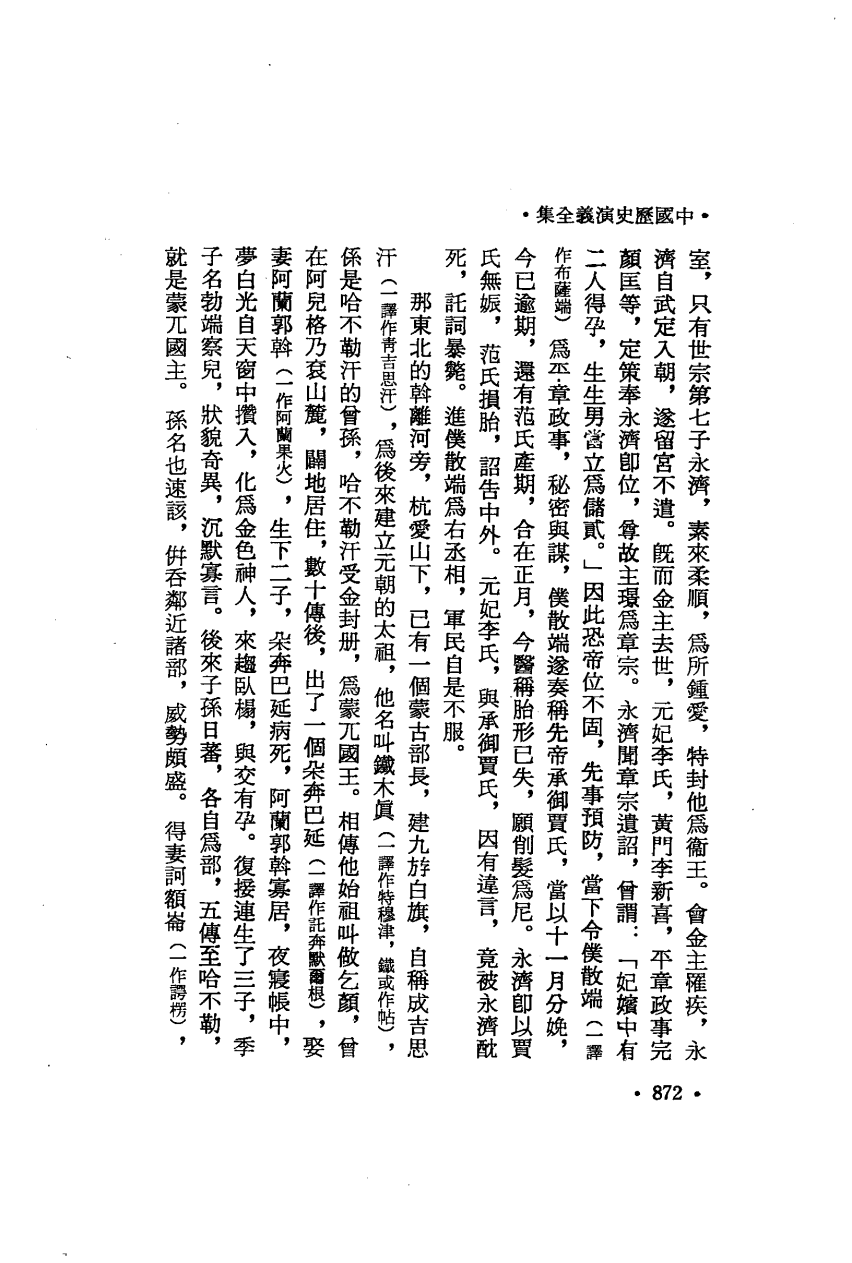 ·中國歷史演義全集·
室，只有世宗第七子永濟，素來柔順，爲所鍾愛，特封他爲衞王。會金主罹疾，永
濟自武定入朝，遂留宮不遣。旣而金主去世，元妃李氏，黃門李新喜，平章政事完
顏匡等，定策奉永濟卽位，尊故主璟爲章宗。永濟聞章宗遺詔，曾謂：「妃嬪中有
二人得孕，生生男當立爲儲貳。」因此恐帝位不固，先事預防，當下令僕散端（一譯
作布薩端）爲平章政事，秘密與謀，僕散端遂奏稱先帝承御賈氏，當以十一月分娩，
今已逾期，還有范氏產期，合在正月，今醫稱胎形已失，願削髮爲尼。永濟卽以賈
氏無娠，范氏損胎，詔告中外。元妃李氏，與承御賈氏，因有違言，竟被永濟酖
死，託詞暴斃。進僕散端爲右丞相，軍民自是不服。
那東北的斡離河旁，杭愛山下，已有一個蒙古部長，建九斿白旗，自稱成吉思
汗（一譯作靑吉思汗），爲後來建立元朝的太祖，他名叫鐵木眞（一譯作特穆津，鐵或作帖），
係是哈不勒汗的曾孫，哈不勒汗受金封册，爲蒙兀國王。相傳他始祖叫做乞顏，曾
在阿兒格乃袞山麓，闢地居住，數十傳後，出了一個朵奔巴延（一譯作託奔默爾根），娶
妻阿蘭郭斡（一作阿蘭果火），生下二子，朵奔巴延病死，阿蘭郭斡寡居，夜寢帳中，
夢白光自天窗中攢入，化爲金色神人，來趨臥榻，與交有孕。復接連生了三子，季
子名勃端察兒，狀貌奇異，沉默寡言。後來子孫日蕃，各自爲部，五傳至哈不勒，
就是蒙兀國主。孫名也速該，倂吞鄰近諸部，威勢頗盛。得妻訶額崙（一作諤楞），
·872·